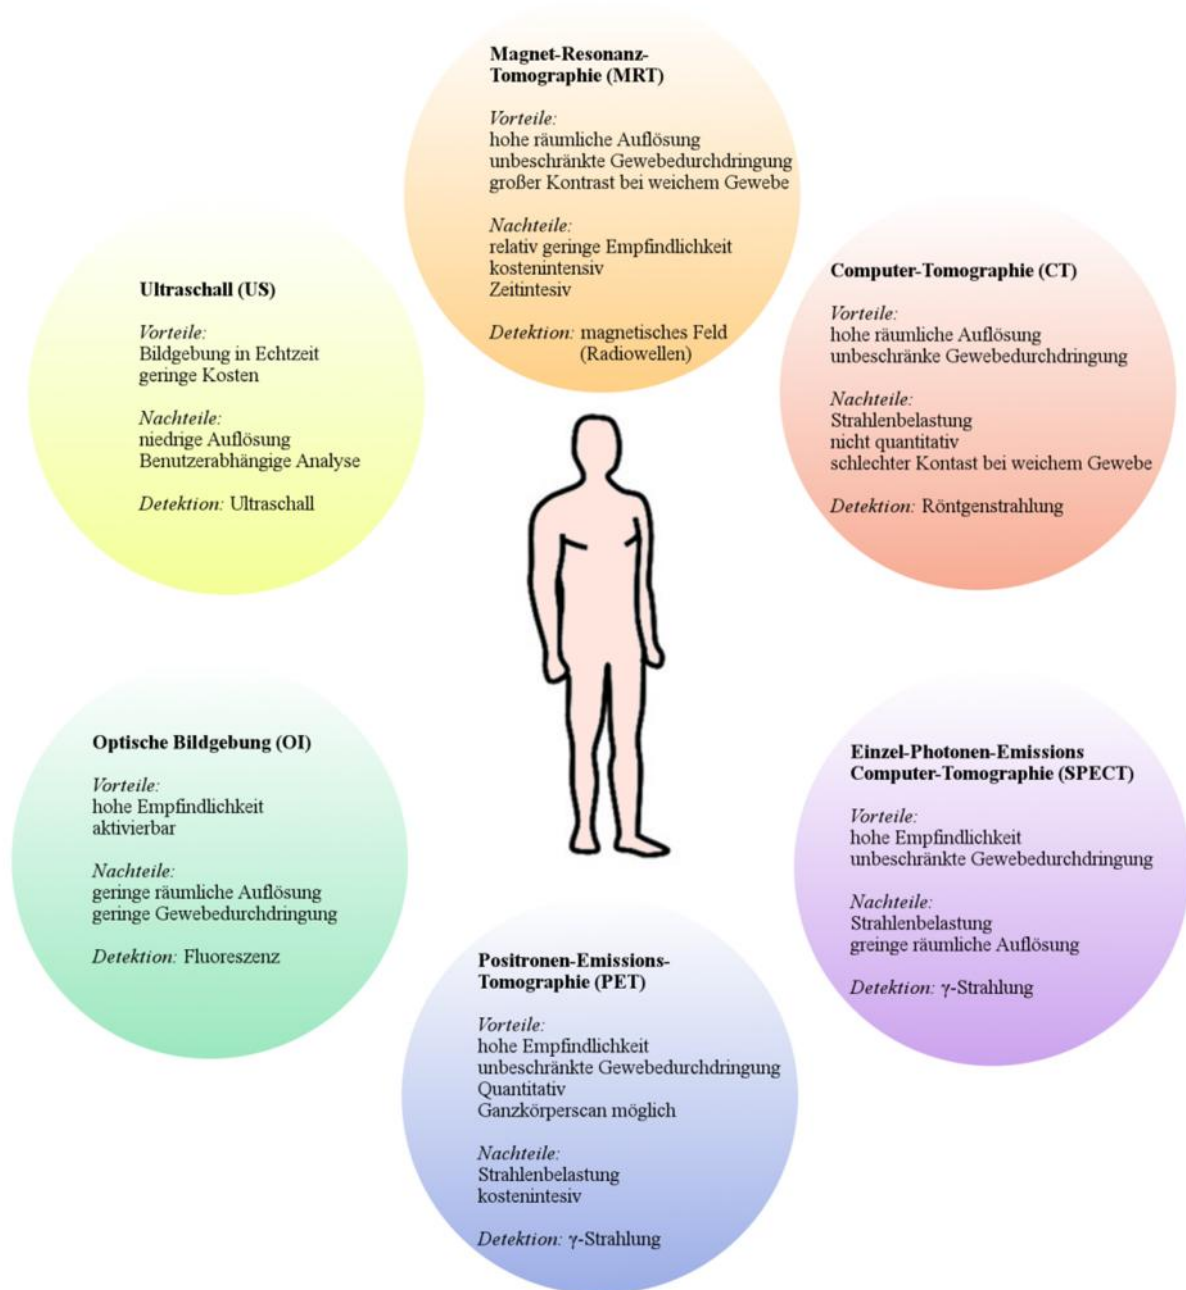 Magnet-Resonanz-
Tomographie (MRT)
Vorteile:
hohe räumliche Auflösung
unbeschränkte Gewebedurchdringung
großer Kontrast bei weichem Gewebe
Nachteile:
relativ geringe Empfindlichkeit
kostenintensiv
Zeitintesiv
Detektion: magnetisches Feld
(Radiowellen)
Computer-Tomographie (CT)
Vorteile:
hohe räumliche Auflösung
unbeschränke Gewebedurchdringung
Nachteile:
Strahlenbelastung
nicht quantitativ
schlechter Kontast bei weichem Gewebe
Detektion: Röntgenstrahlung
Einzel-Photonen-Emissions
Computer-Tomographie (SPECT)
Vorteile:
hohe Empfindlichkeit
unbeschränkte Gewebedurchdringung
Nachteile:
Strahlenbelastung
greinge räumliche Auflösung
Detektion: γ-Strahlung
Positronen-Emissions-
Tomographie (PET)
Vorteile:
hohe Empfindlichkeit
unbeschränkte Gewebedurchdringung
Quantitativ
Ganzkörperscan möglich
Nachteile:
Strahlenbelastung
kostenintesiv
Detektion: γ-Strahlung
Optische Bildgebung (OI)
Vorteile:
hohe Empfindlichkeit
aktivierbar
Nachteile:
geringe räumliche Auflösung
geringe Gewebedurchdringung
Detektion: Fluoreszenz
Ultraschall (US)
Vorteile:
Bildgebung in Echtzeit
geringe Kosten
Nachteile:
niedrige Auflösung
Benutzerabhängige Analyse
Detektion: Ultraschall